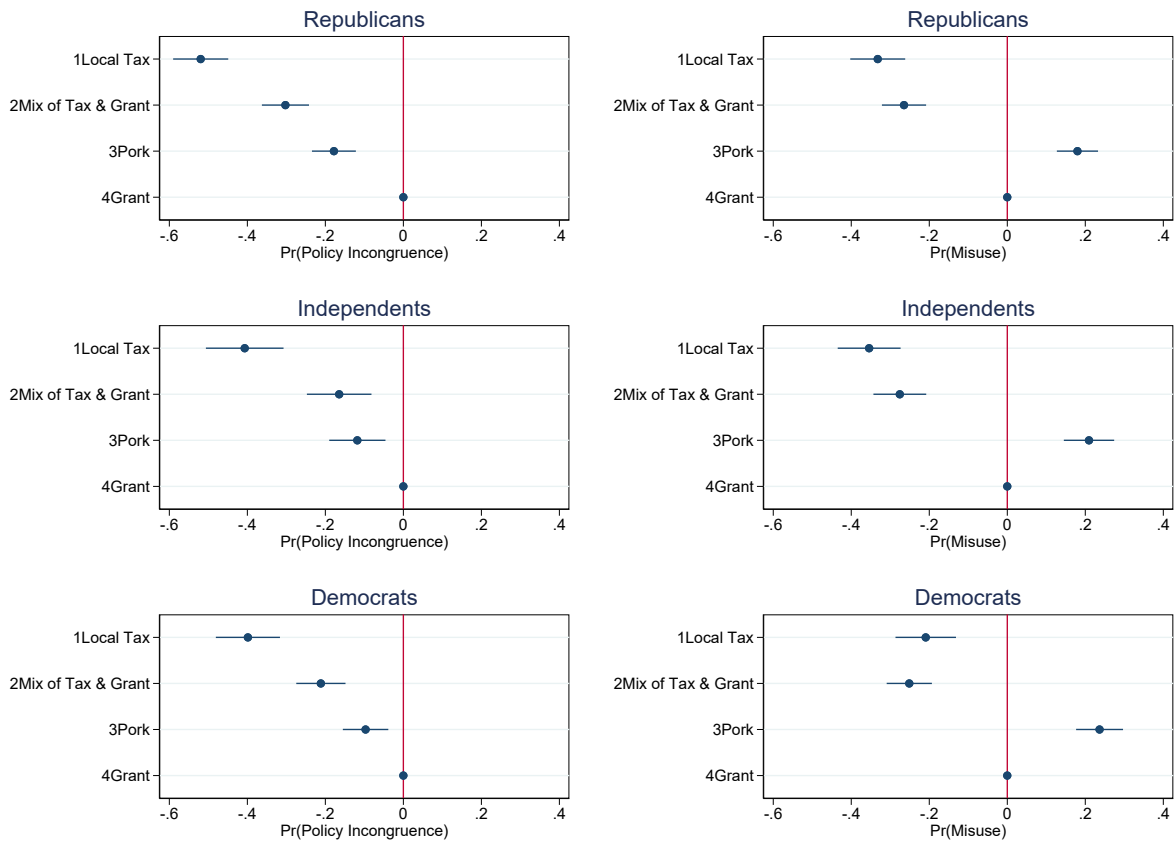 Republicans
1Local Tax
2Mix of Tax & Grant
3Pork
4Grant
-.6 -.4 -.2 0 .2 .4
Pr(Policy Incongruence)
Republicans
1Local Tax
2Mix of Tax & Grant
3Pork
4Grant
-.6 -.4 -.2 0 .2 .4
Pr(Misuse)
Independents
1Local Tax
2Mix of Tax & Grant
3Pork
4Grant
-.6 -.4 -.2 0 .2 .4
Pr(Policy Incongruence)
Independents
1Local Tax
2Mix of Tax & Grant
3Pork
4Grant
-.6 -.4 -.2 0 .2 .4
Pr(Misuse)
Democrats
1Local Tax
2Mix of Tax & Grant
3Pork
4Grant
-.6 -.4 -.2 0 .2 .4
Pr(Policy Incongruence)
Democrats
1Local Tax
2Mix of Tax & Grant
3Pork
4Grant
-.6 -.4 -.2 0 .2 .4
Pr(Misuse)